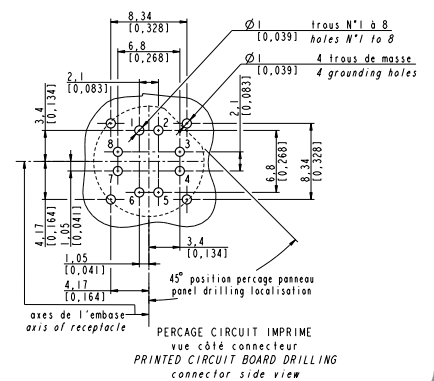 8,34
[0,328]
6,8
[0,268]
2,1
[0,083]
Ø1
[0,039]
trous N°1 à 8
holes N°1 to 8
Ø1
[0,039]
4 trous de masse
4 grounding holes
3,4
[0,134]
2,1
[0,083]
1
2
8
3
7
4
6
5
6,8
[0,268]
8,34
[0,328]
4,17
[0,164]
1,05
[0,041]
3,4
[0,134]
1,05
[0,041]
4,17
[0,164]
45° position percage panneau
panel drilling localisation
axes de l'embase
axis of receptacle
PERCAGE CIRCUIT IMPRIME
vue côté connecteur
PRINTED CIRCUIT BOARD DRILLING
connector side view